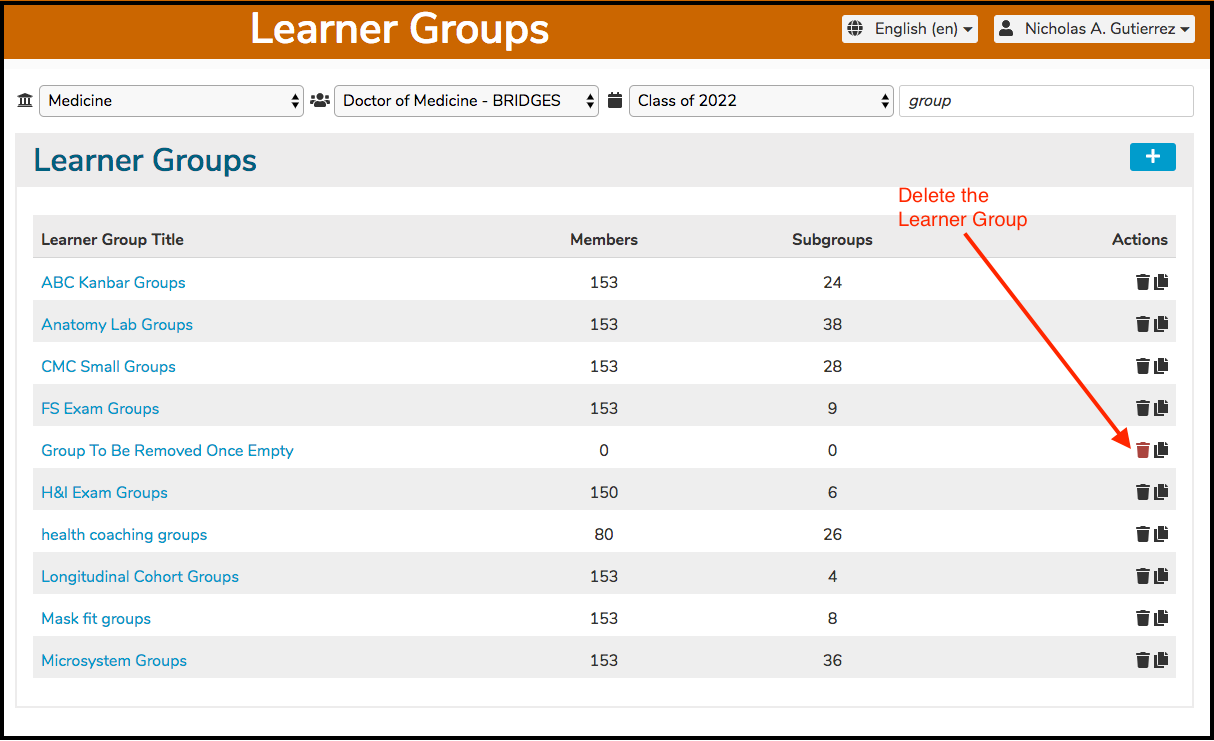 Learner Groups
English (en)
Nicholas A. Gutierrez
Medicine
Doctor of Medicine - BRIDGES
Class of 2022
group
Learner Groups
+
Delete the
Learner Group
Learner Group Title Members Subgroups Actions
ABC Kanbar Groups 153 24
Anatomy Lab Groups 153 38
CMC Small Groups 153 28
FS Exam Groups 153 9
Group To Be Removed Once Empty 0 0
H&I Exam Groups 150 6
health coaching groups 80 26
Longitudinal Cohort Groups 153 4
Mask fit groups 153 8
Microsystem Groups 153 36